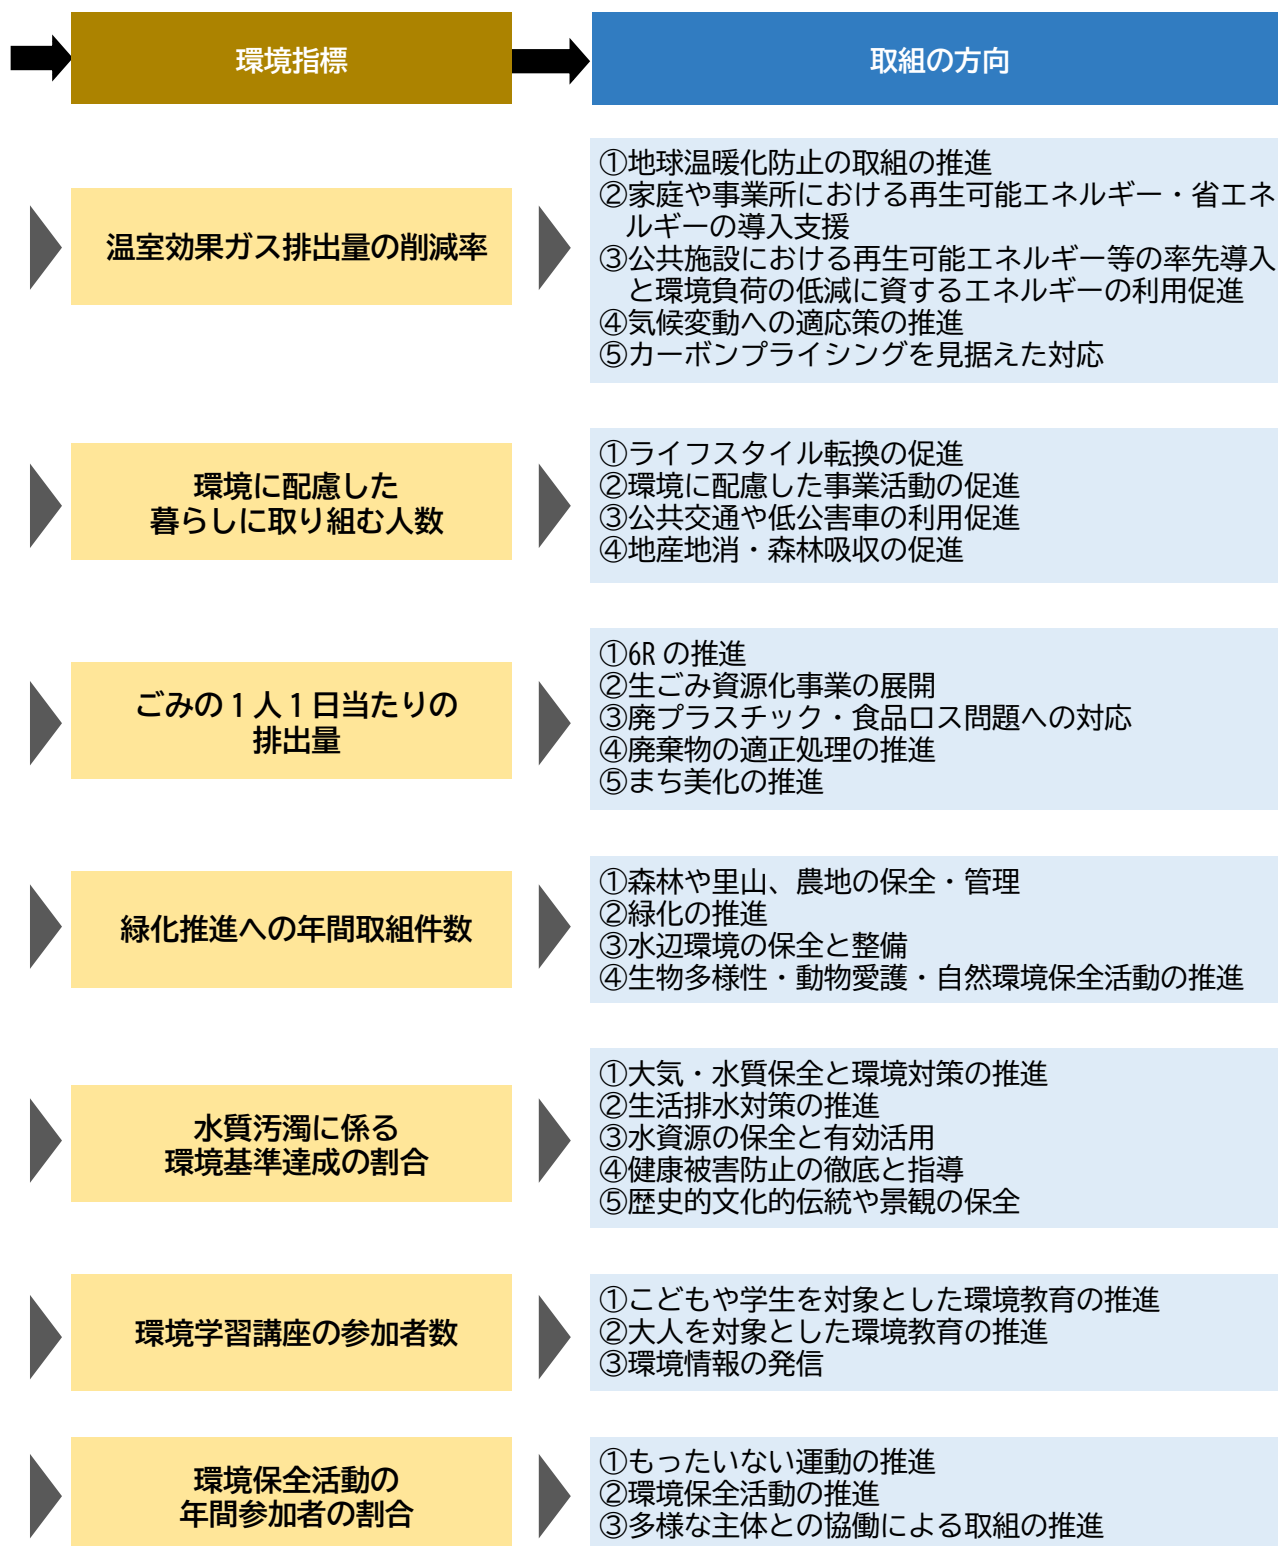 環境指標
取組の方向
温室効果ガス排出量の削減率
①地球温暖化防止の取組の推進
②家庭や事業所における再生可能エネルギー・省エネ
ルギーの導入支援
③公共施設における再生可能エネルギー等の率先導入
と環境負荷の低減に資するエネルギーの利用促進
④気候変動への適応策の推進
⑤カーボンプライシングを見据えた対応
環境に配慮した
暮らしに取り組む人数
①ライフスタイル転換の促進
②環境に配慮した事業活動の促進
③公共交通や低公害車の利用促進
④地産地消・森林吸収の促進
ごみの1人1日当たりの
排出量
①6Rの推進
②生ごみ資源化事業の展開
③廃プラスチック・食品ロス問題への対応
④廃棄物の適正処理の推進
⑤まち美化の推進
緑化推進への年間取組件数
①森林や里山、農地の保全・管理
②緑化の推進
③水辺環境の保全と整備
④生物多様性・動物愛護・自然環境保全活動の推進
水質汚濁に係る
環境基準達成の割合
①大気・水質保全と環境対策の推進
②生活排水対策の推進
③水資源の保全と有効活用
④健康被害防止の徹底と指導
⑤歴史的文化的伝統や景観の保全
環境学習講座の参加者数
①こどもや学生を対象とした環境教育の推進
②大人を対象とした環境教育の推進
③環境情報の発信
環境保全活動の
年間参加者の割合
①もったいない運動の推進
②環境保全活動の推進
③多様な主体との協働による取組の推進